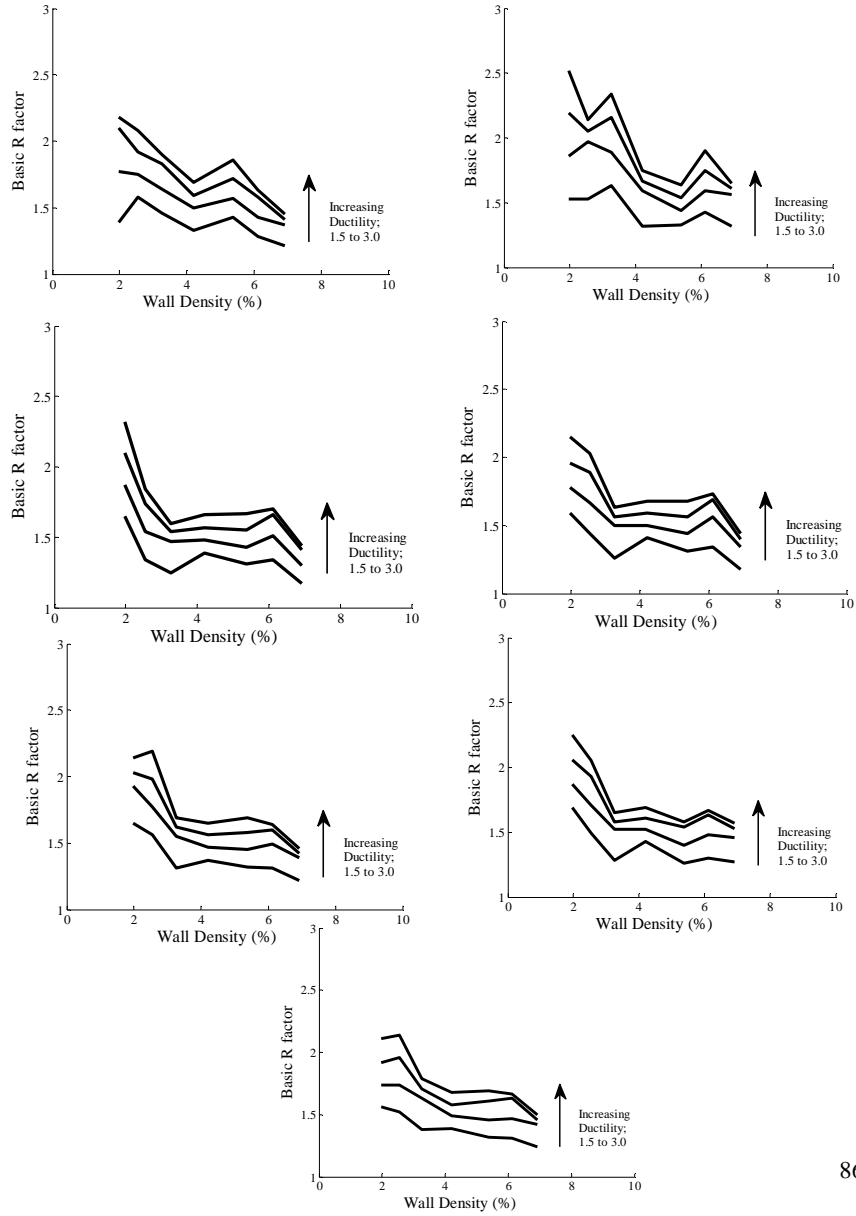 3
2.5
2
1.5
1
0
2
4
6
8
10
Basic R factor
Wall Density (%)
Increasing
Ductility;
1.5 to 3.0
3
2.5
2
1.5
1
0
2
4
6
8
10
Basic R factor
Wall Density (%)
Increasing
Ductility;
1.5 to 3.0
3
2.5
2
1.5
1
0
2
4
6
8
10
Basic R factor
Wall Density (%)
Increasing
Ductility;
1.5 to 3.0
3
2.5
2
1.5
1
0
2
4
6
8
10
Basic R factor
Wall Density (%)
Increasing
Ductility;
1.5 to 3.0
3
2.5
2
1.5
1
0
2
4
6
8
10
Basic R factor
Wall Density (%)
Increasing
Ductility;
1.5 to 3.0
3
2.5
2
1.5
1
0
2
4
6
8
10
Basic R factor
Wall Density (%)
Increasing
Ductility;
1.5 to 3.0
3
2.5
2
1.5
1
0
2
4
6
8
10
Basic R factor
Wall Density (%)
Increasing
Ductility;
1.5 to 3.0
86